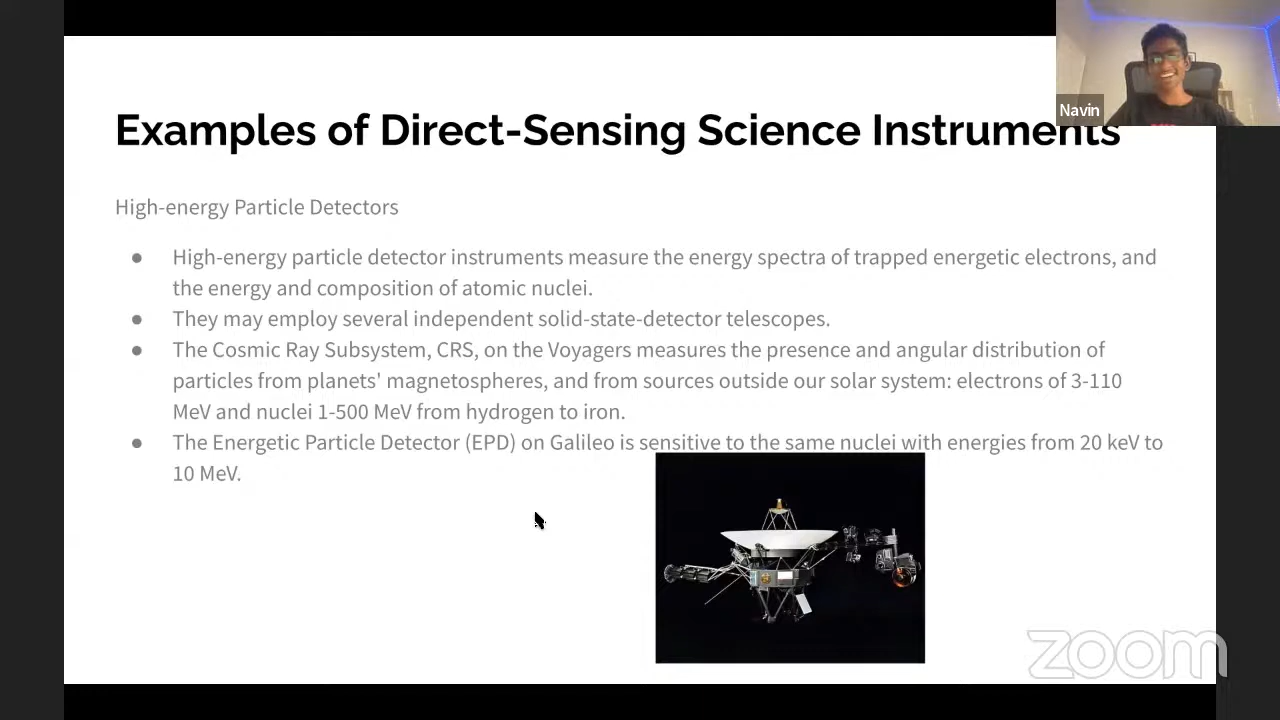 Examples of Direct-Sensing Science Instruments
Navin
High-energy Particle Detectors
● High-energy particle detector instruments measure the energy spectra of trapped energetic electrons, and
the energy and composition of atomic nuclei.
● They may employ several independent solid-state-detector telescopes.
● The Cosmic Ray Subsystem, CRS, on the Voyagers measures the presence and angular distribution of
particles from planets' magnetospheres, and from sources outside our solar system: electrons of 3-110
MeV and nuclei 1-500 MeV from hydrogen to iron.
● The Energetic Particle Detector (EPD) on Galileo is sensitive to the same nuclei with energies from 20 keV to
10 MeV.
zoom